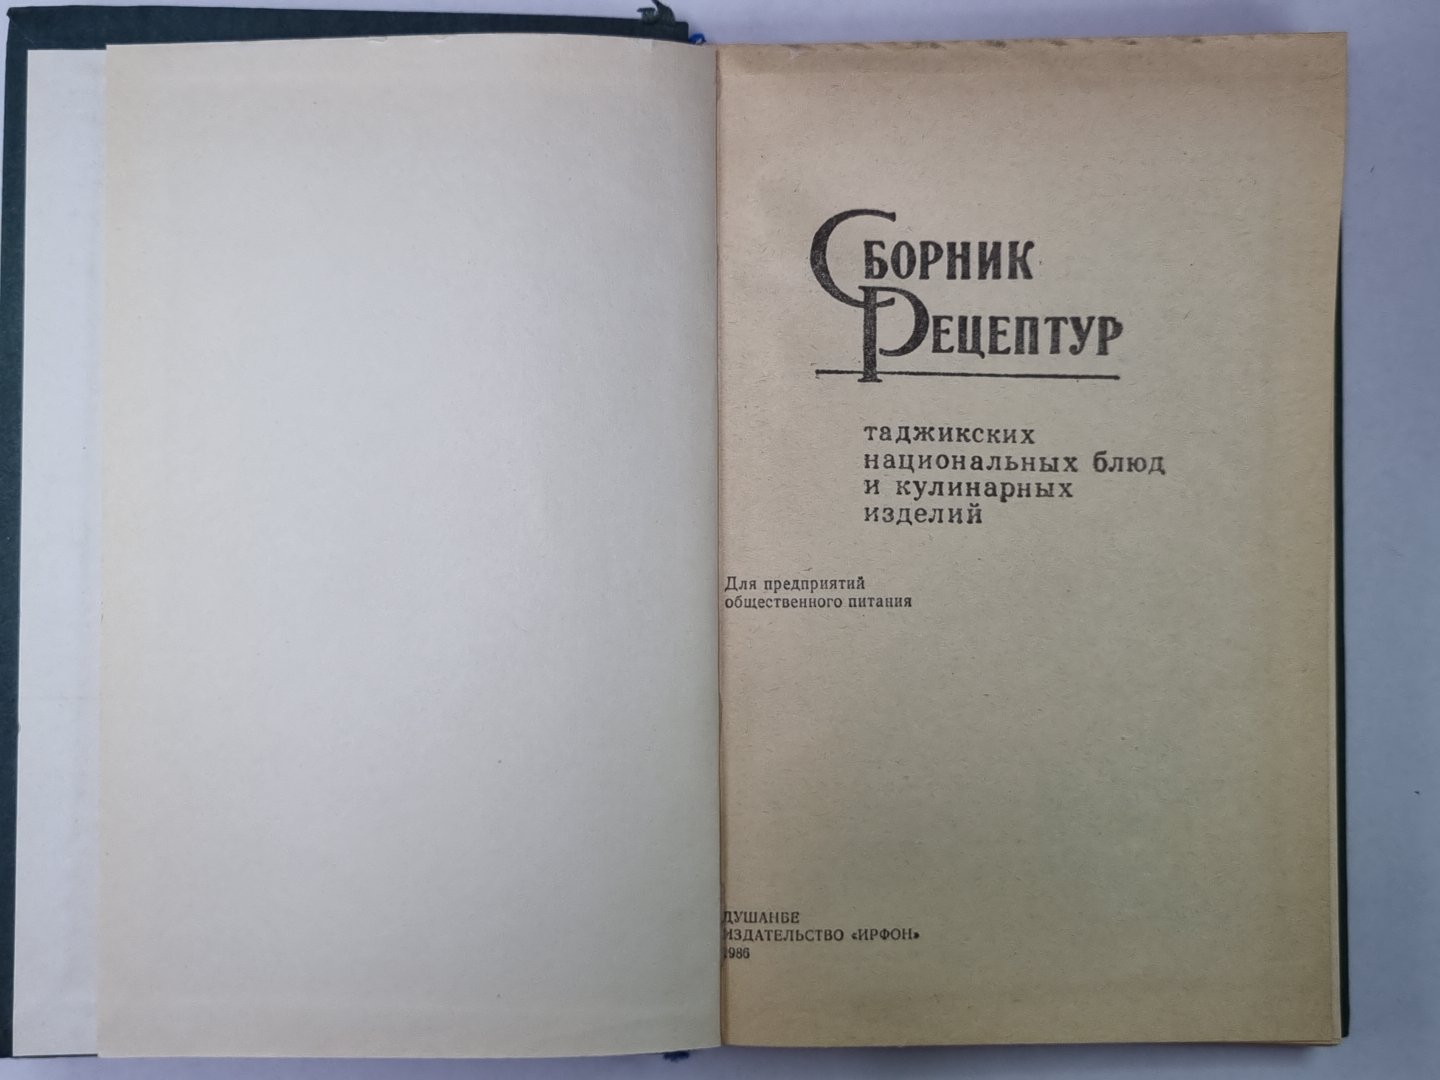 Сборник
Рецептур
таджикских
национальных блюд
и кулинарных
изделий
Для предприятий
общественного питания
ДУШАНБЕ
ИЗДАТЕЛЬСТВО «ИРФОН»
1986